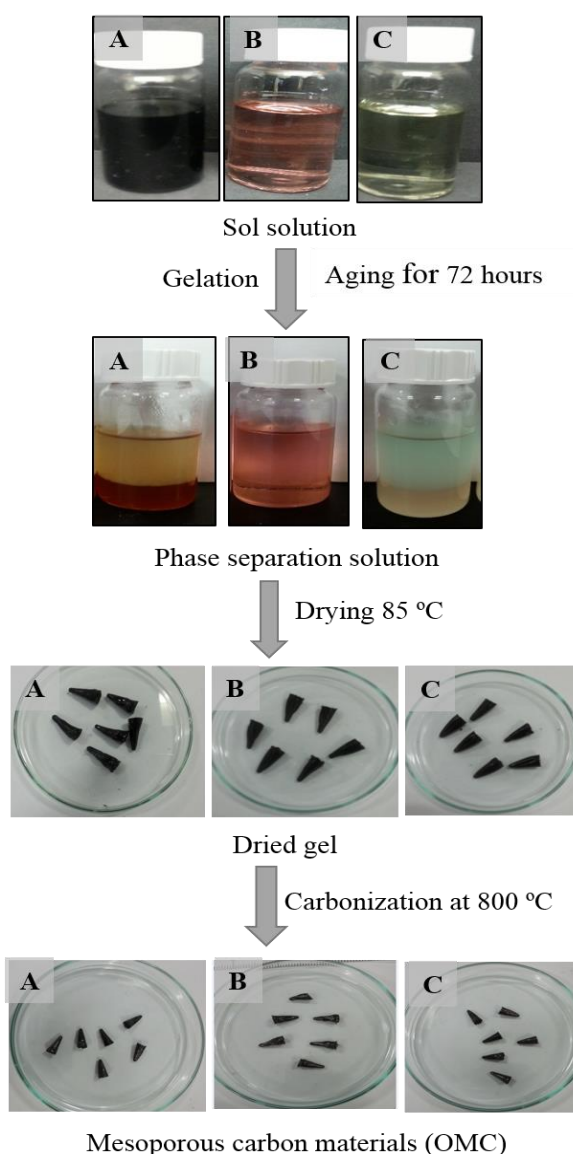 A B C
Sol solution
Gelation Aging for 72 hours
A B C
Phase separation solution
Drying 85 ºC
A B C
Dried gel
Carbonization at 800 ºC
A B C
Mesoporous carbon materials (OMC)